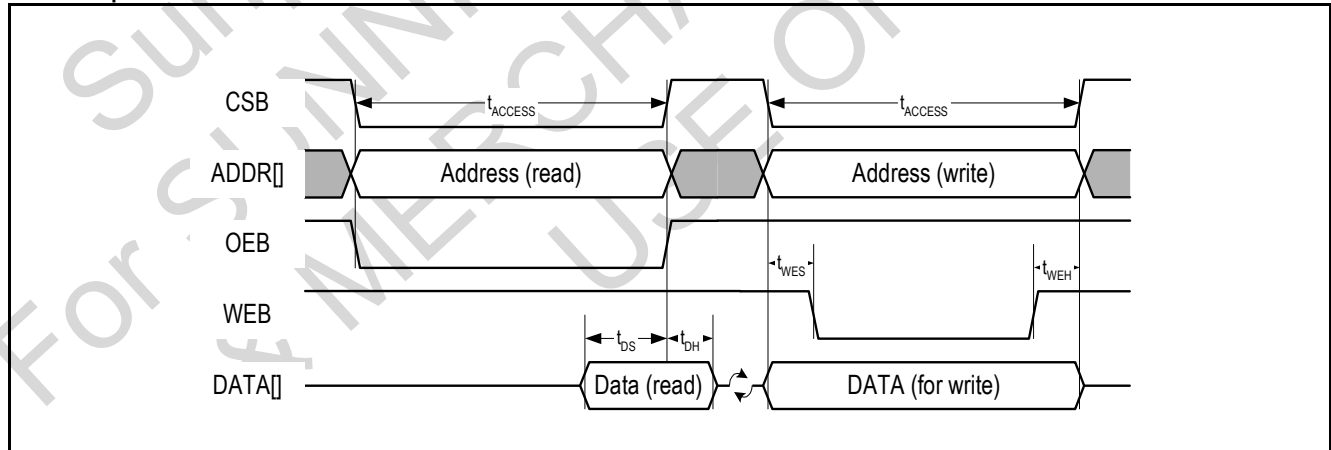 CSB tACCESS tACCESS
ADDR[] Address (read) Address (write)
OEB
tWES tWEH
WEB
tDS tDH
DATA[] Data (read) DATA (for write)